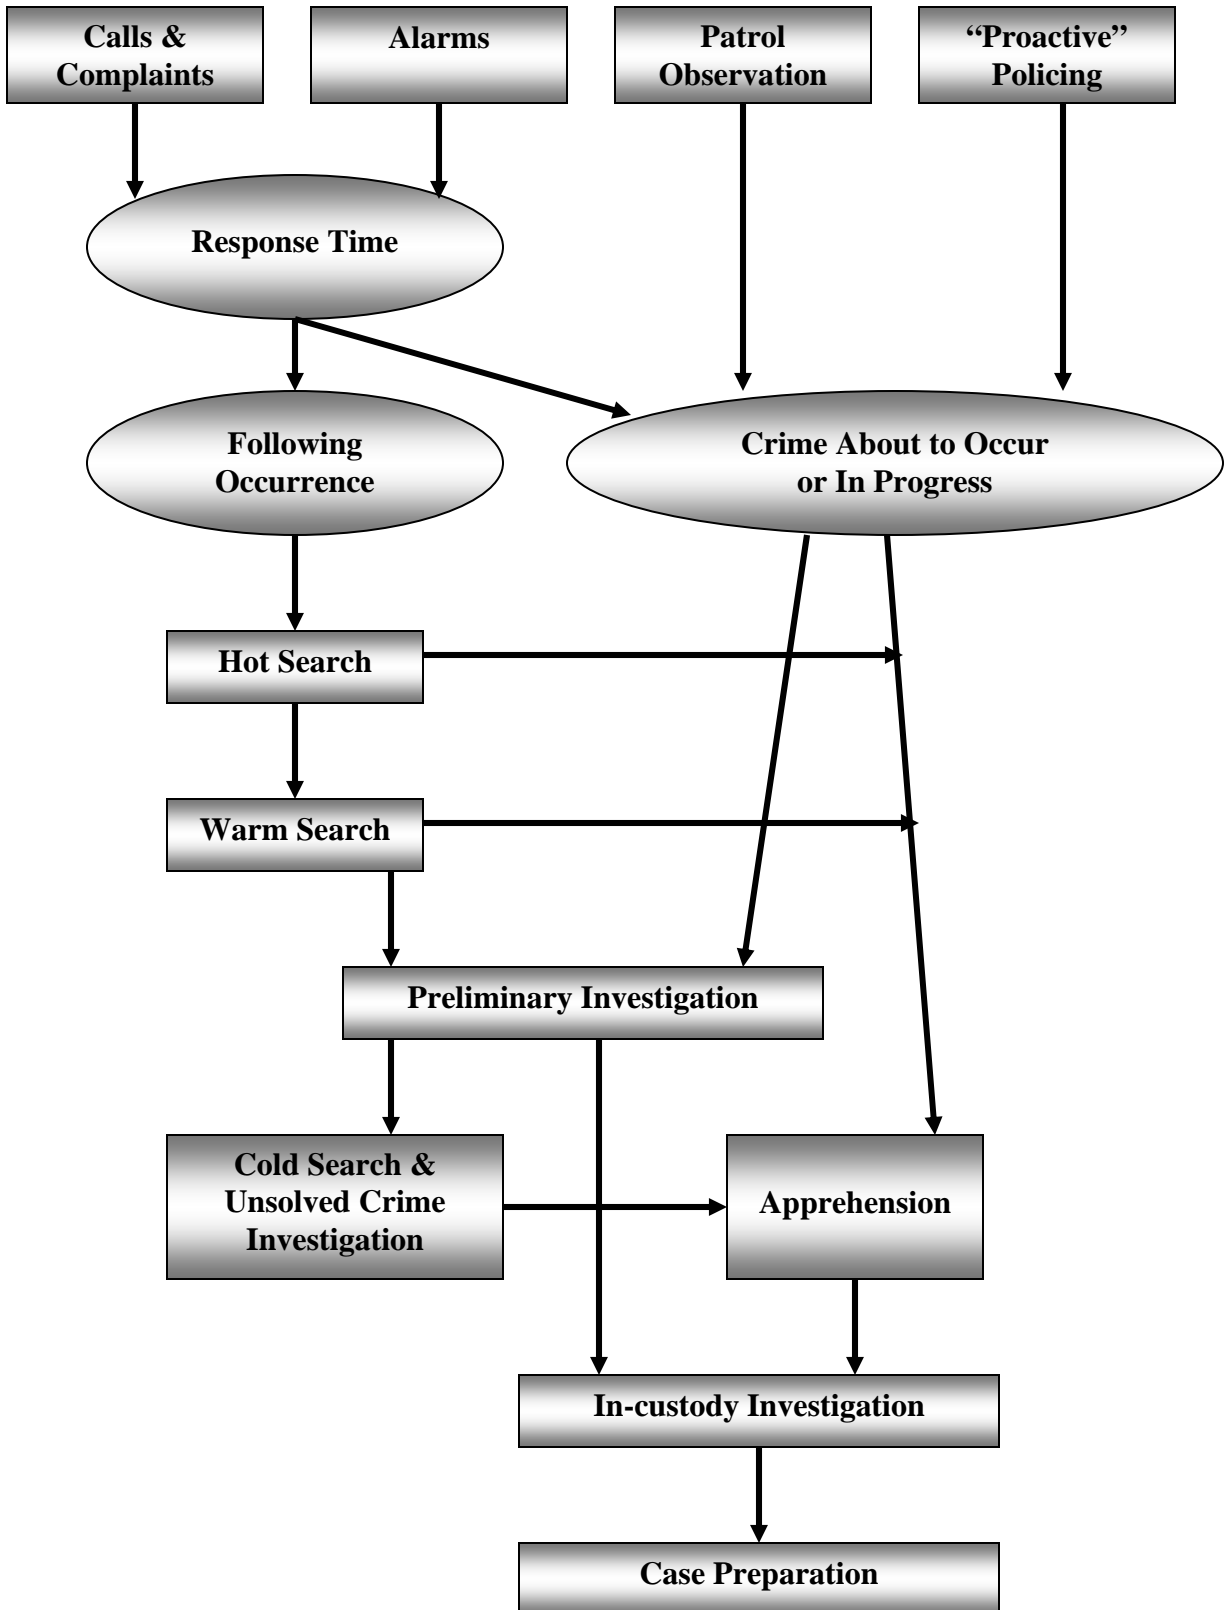 Calls &
Complaints
Alarms
Patrol
Observation
“Proactive”
Policing
Response Time
Following
Occurrence
Crime About to Occur
or In Progress
Hot Search
Warm Search
Preliminary Investigation
Cold Search &
Unsolved Crime
Investigation
Apprehension
In-custody Investigation
Case Preparation